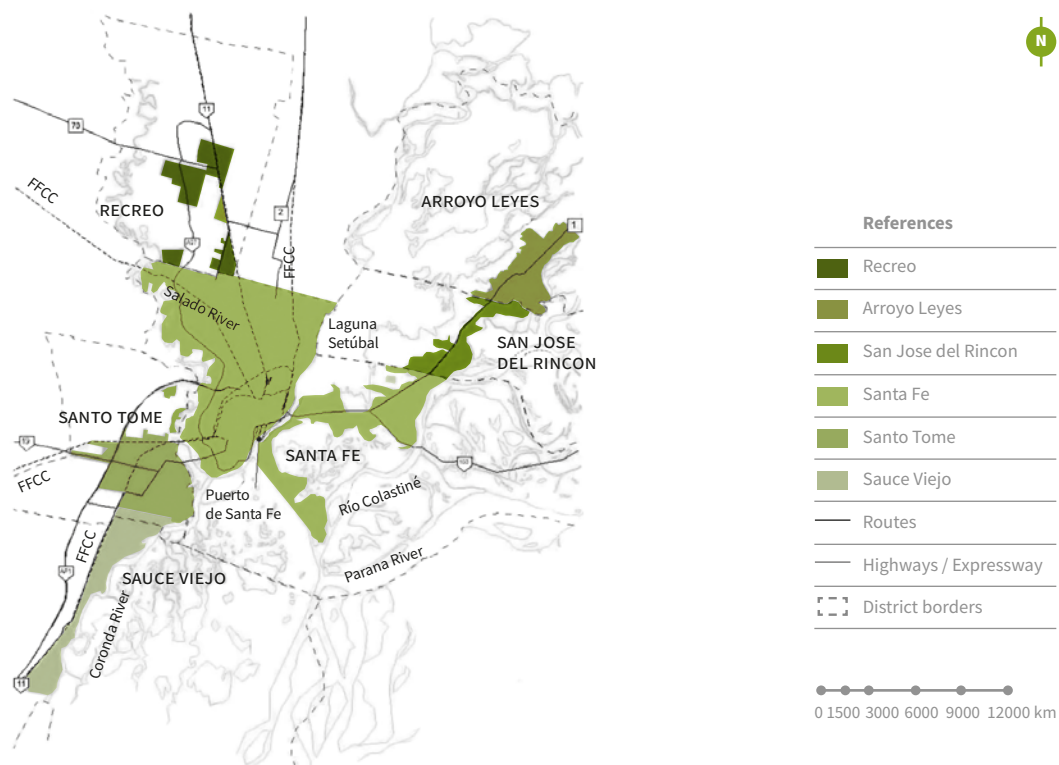 N
11
70
FFCC
ARROYO LEYES
RECREO
2
1
FFCC
Salado River
Laguna
Setúbal
SAN JOSE
DEL RINCON
SANTO TOME
SANTA FE
FFCC
Puerto
de Santa Fe
Río Colastiné
FFCC
Parana River
SAUCE VIEJO
Coronda River
11
References
Recreo
Arroyo Leyes
San Jose del Rincon
Santa Fe
Santo Tome
Sauce Viejo
Routes
Highways / Expressway
District borders
0 1500 3000 6000 9000 12000 km